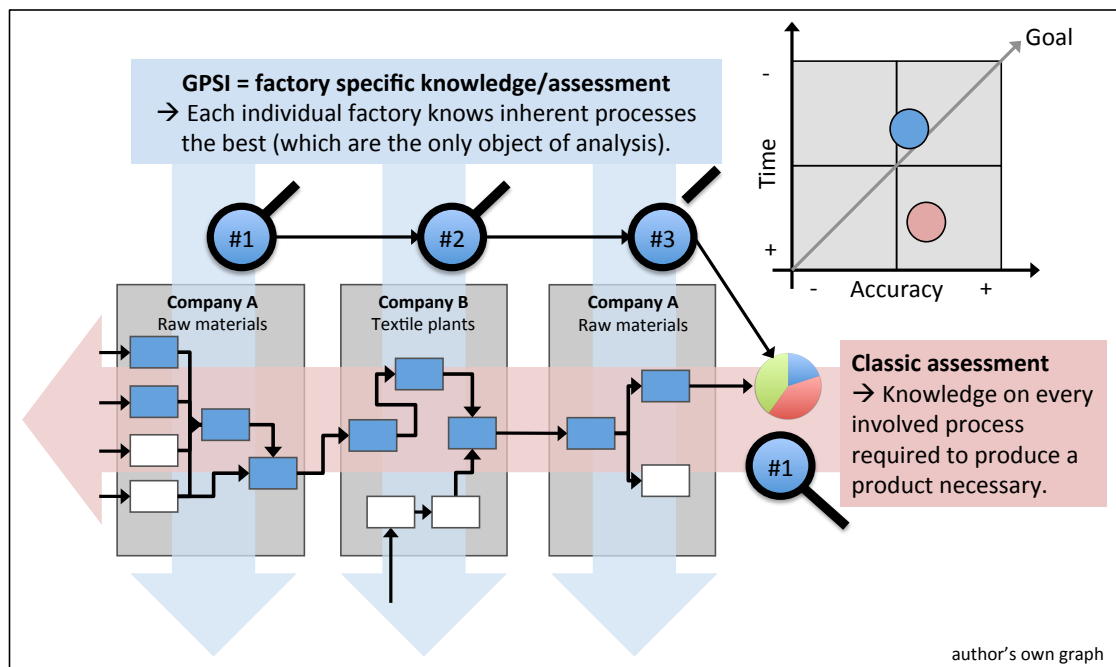 GPSI = factory specific knowledge/assessment
→ Each individual factory knows inherent processes
the best (which are the only object of analysis).
Goal
-
Time
+
-
Accuracy
+
#1
#2
#3
Company A
Raw materials
Company B
Textile plants
Company A
Raw materials
Classic assessment
→ Knowledge on every
involved process
required to produce a
product necessary.
#1
author's own graph